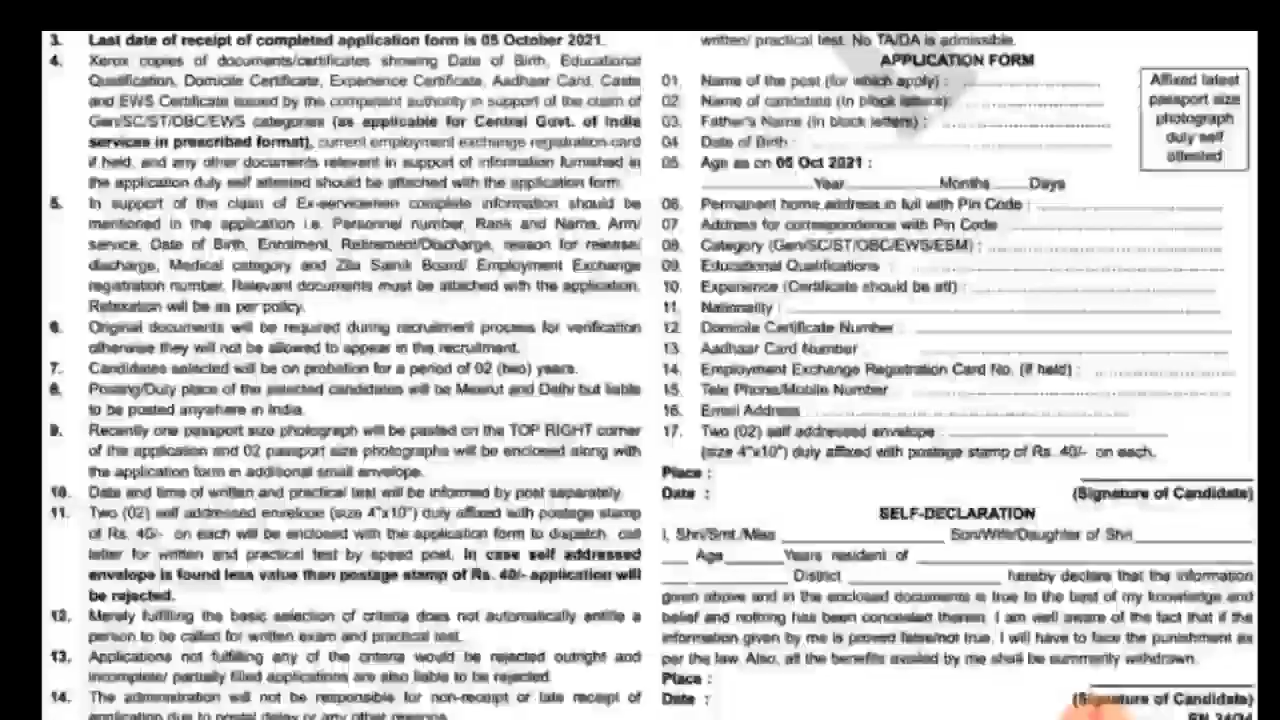 3. Last date of receipt of completed application form is 05 October 2021.
4. Xerox copies of documents/certificates showing Date of Birth, Educational
Qualification, Domicile Certificate, Experience Certificate, Aadhaar Card, Caste
and EWS Certificate issued by the competent authority in support of the claim of
Gen/SC/ST/OBC/EWS categories (as applicable for Central Govt. of India
services in prescribed format), current employment exchange registration card
if held, and any other documents relevant in support of information furnished in
the application duly self attested should be attached with the application form.
5. In support of the claim of Ex-servicemen complete information should be
mentioned in the application i.e. Personnel number, Rank and Name, Arm/
service, Date of Birth, Enrolment, Retirement/Discharge, reason for release/
discharge, Medical category and Zila Sainik Board/ Employment Exchange
registration number. Relevant documents must be attached with the application.
Relaxation will be as per policy.
6. Original documents will be required during recruitment process for verification
otherwise they will not be allowed to appear in the recruitment.
7. Candidates selected will be on probation for a period of 02 (two) years.
8. Posting/Duty place of the selected candidates will be Meerut and Delhi but liable
to be posted anywhere in India.
9. Recently one passport size photograph will be pasted on the TOP RIGHT corner
of the application and 02 passport size photographs will be enclosed along with
the application form in additional small envelope.
10. Date and time of written and practical test will be informed by post separately.
11. Two (02) self addressed envelope (size 4"x10") duly affixed with postage stamp
of Rs. 40/- on each will be enclosed with the application form to dispatch call
letter for written and practical test by speed post. In case self addressed
envelope is found less value than postage stamp of Rs. 40/- application will
be rejected.
12. Merely fulfilling the basic selection of criteria does not automatically entitle a
person to be called for written exam and practical test.
13. Applications not fulfilling any of the criteria would be rejected outright and
incomplete/ partially filled applications are also liable to be rejected.
14. The administration will not be responsible for non-receipt or late receipt of
application due to postal delay or any other reasons.
written/ practical test. No TA/DA is admissible.
APPLICATION FORM
01. Name of the post (for which apply) :
02. Name of candidate (In block letters):
03. Father's Name (In block letters) :
04. Date of Birth :
05. Age as on 05 Oct 2021 :
Year Months Days
06. Permanent home address in full with Pin Code :
07. Address for correspondence with Pin Code
08. Category (Gen/SC/ST/OBC/EWS/ESM) :
09. Educational Qualifications :
10. Experience (Certificate should be att) :
11. Nationality :
12. Domicile Certificate Number :
13. Aadhaar Card Number
14. Employment Exchange Registration Card No. (if held) :
15. Tele Phone/Mobile Number
16. Email Address
17. Two (02) self addressed envelope :
(size 4"x10") duly affixed with postage stamp of Rs. 40/- on each.
Place :
Date : (Signature of Candidate)
Affixed latest
passport size
photograph
duly self
attested
SELF-DECLARATION
I, Shri/Smt./Miss Son/Wife/Daughter of Shri
Age Years resident of
District hereby declare that the information
given above and in the enclosed documents is true to the best of my knowledge and
belief and nothing has been concealed therein. I am well aware of the fact that if the
information given by me is proved false/not true, I will have to face the punishment as
per the law. Also, all the benefits availed by me shall be summarily withdrawn.
Place :
Date : (Signature of Candidate)